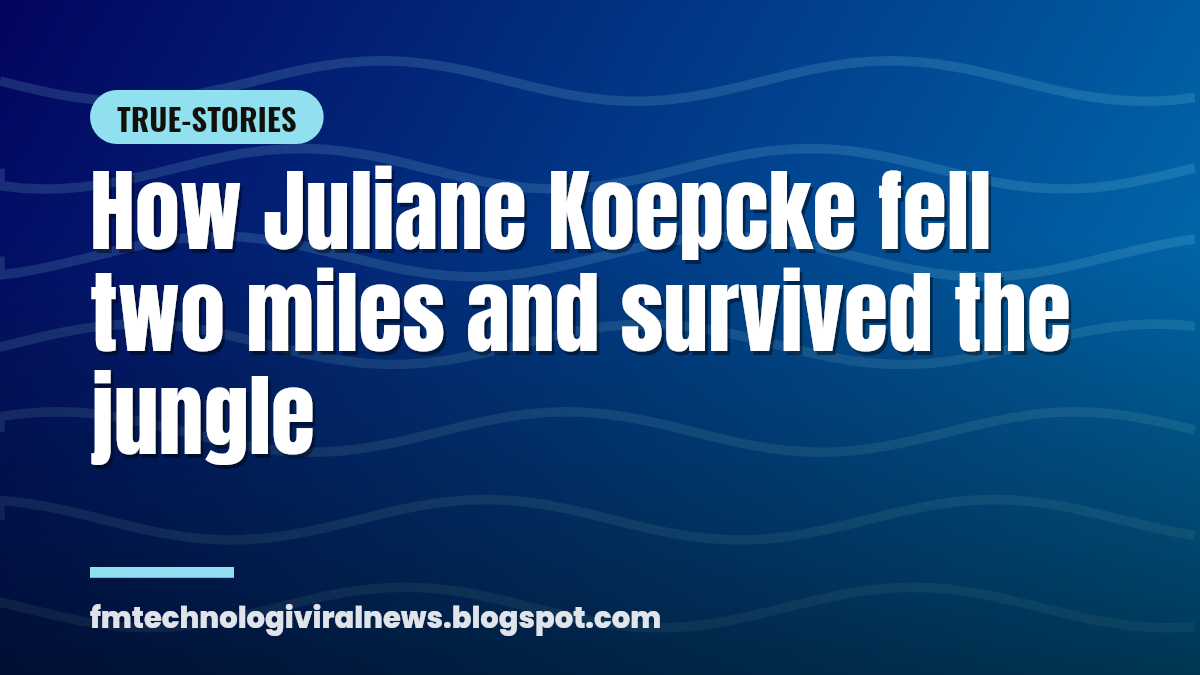 TRUE-STORIES
How Juliane Koepcke fell
two miles and survived the
jungle
fmtechnologiviralnews.blogspot.com